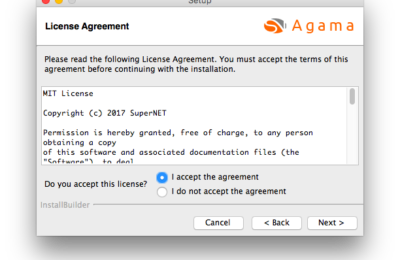 Setup
License Agreement
Agama
Please read the following License Agreement. You must accept the terms of this
agreement before continuing with the installation.
MIT License
Copyright (c) 2017 SuperNET
Permission is hereby granted, free of charge, to any person
obtaining a copy
of this software and associated documentation files (the
"Software"), to deal
Do you accept this license?
I accept the agreement
I do not accept the agreement
InstallBuilder
Cancel
< Back
Next >